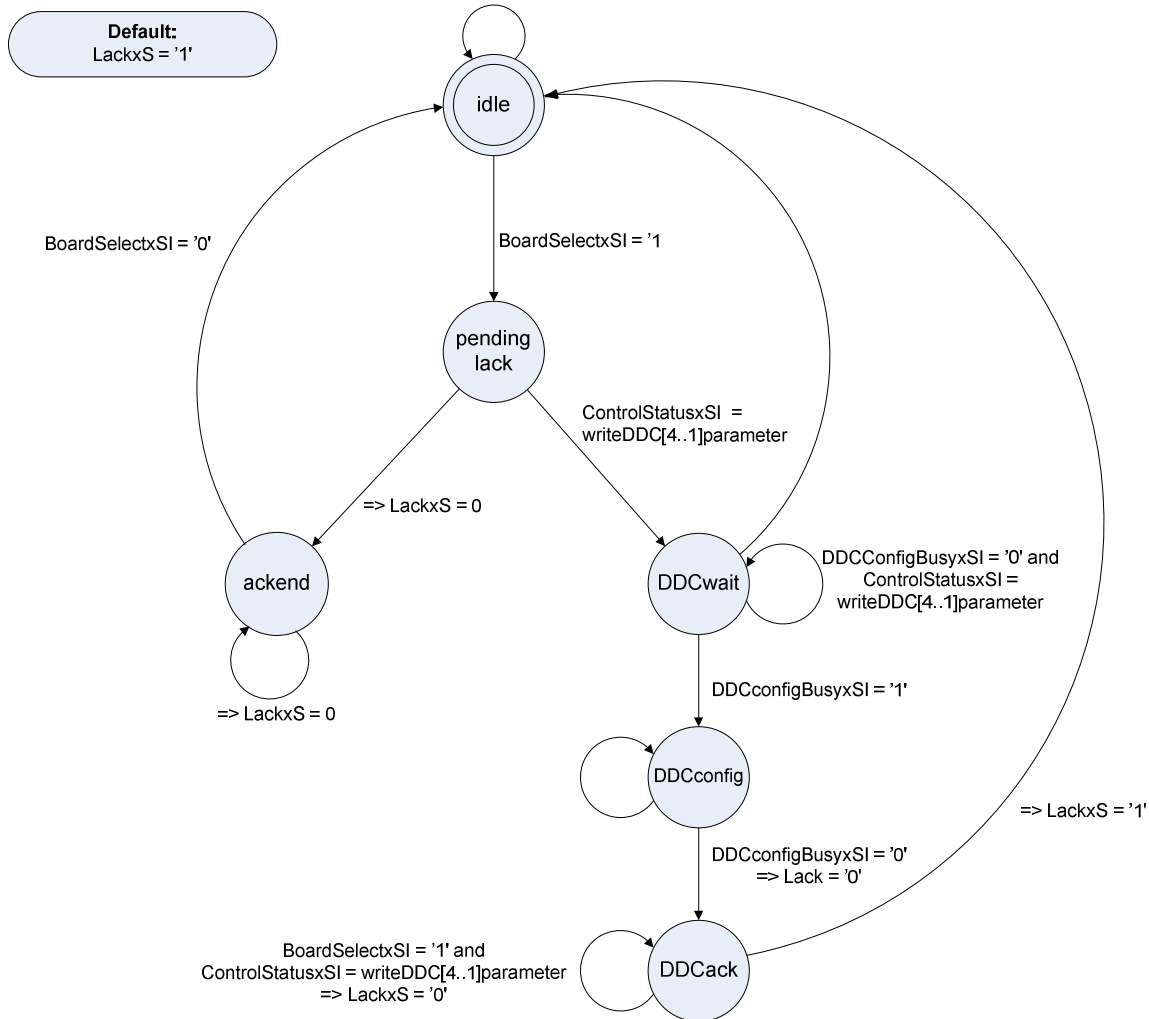 Default:
LackxS = '1'
idle
BoardSelectxSI = '0'
BoardSelectxSI = '1
pending
lack
ControlStatusxSI =
writeDDC[4..1]parameter
=> LackxS = 0
ackend
DDCwait
DDCConfigBusyxSI = '0' and
ControlStatusxSI =
writeDDC[4..1]parameter
=> LackxS = 0
DDCconfigBusyxSI = '1'
DDCconfig
=> LackxS = '1'
DDCconfigBusyxSI = '0'
=> Lack = '0'
BoardSelectxSI = '1' and
ControlStatusxSI = writeDDC[4..1]parameter
=> LackxS = '0'
DDCack